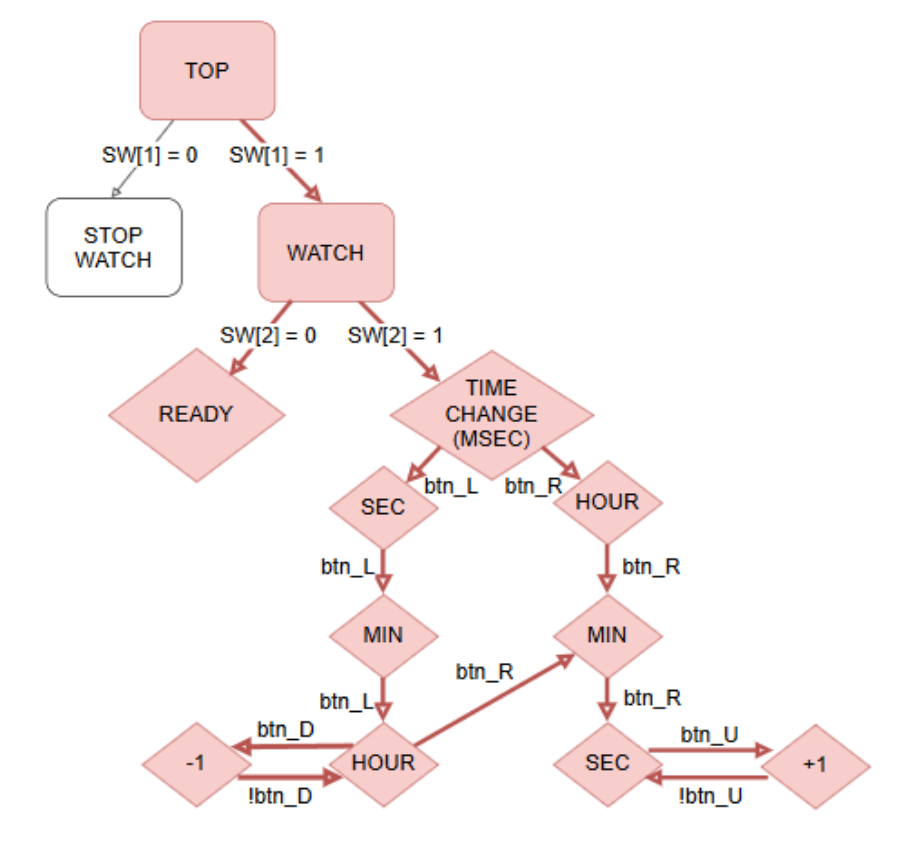 TOP
SW[1] = 0
SW[1] = 1
STOP
WATCH
WATCH
SW[2] = 0
SW[2] = 1
READY
TIME
CHANGE
(MSEC)
btn_L
btn_R
SEC
HOUR
btn_L
btn_R
MIN
MIN
btn_R
btn_L
btn_R
btn_D
btn_U
-1
HOUR
SEC
+1
!btn_D
!btn_U